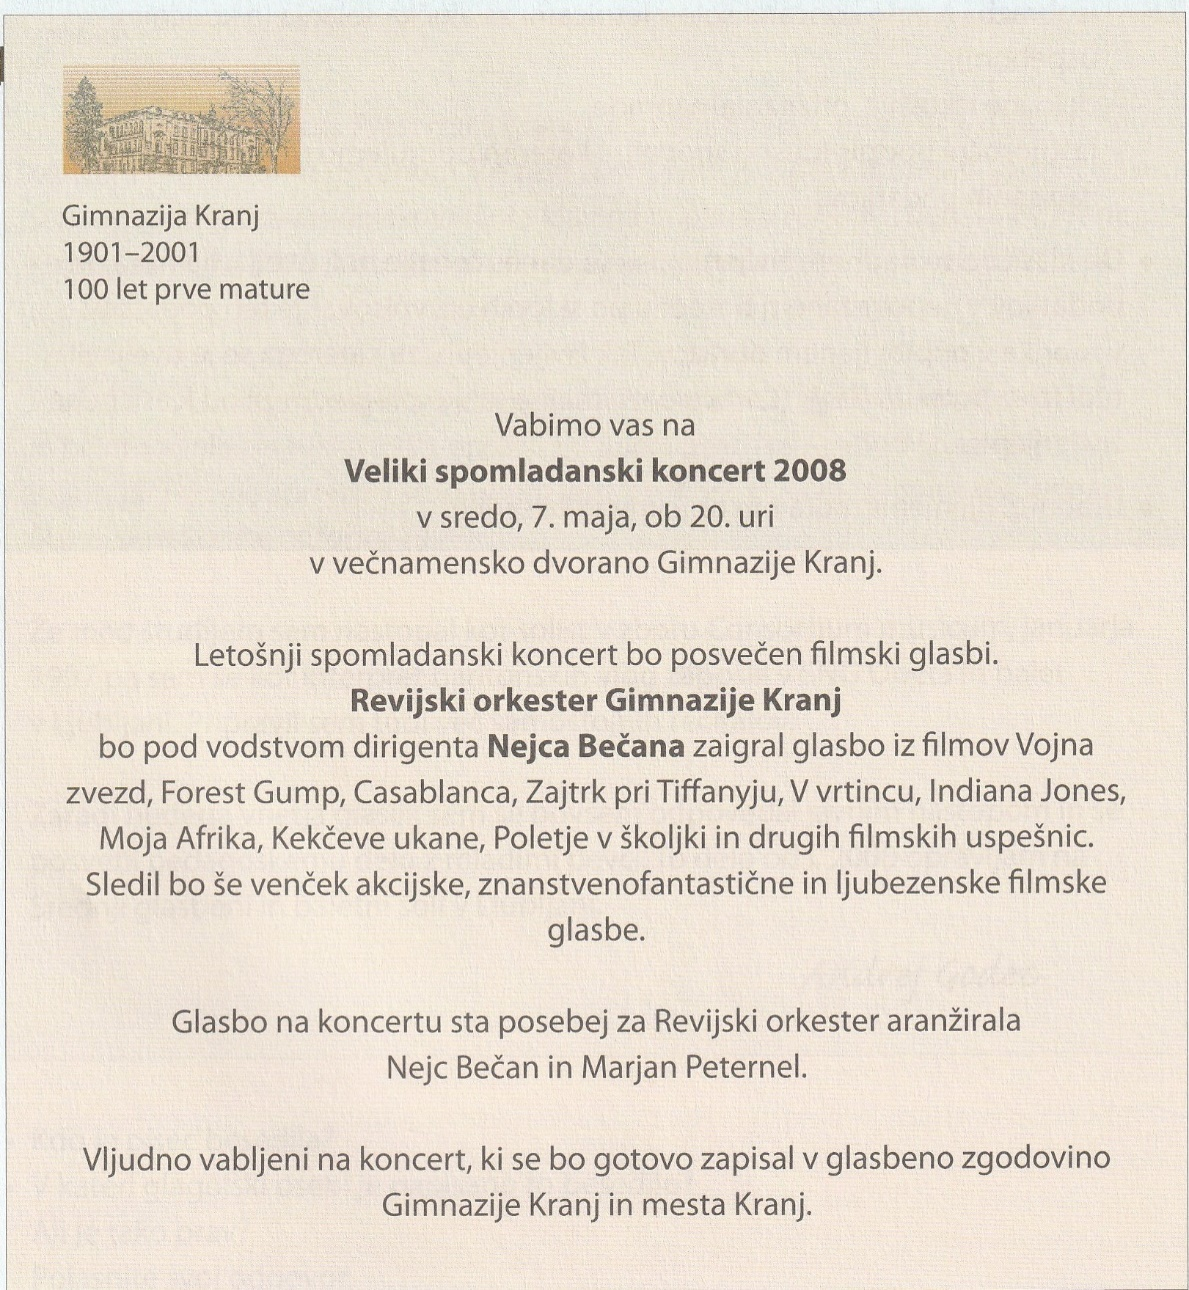 Gimnazija Kranj
1901–2001
100 let prve mature
Vabimo vas na
Veliki spomladanski koncert 2008
v sredo, 7. maja, ob 20. uri
v večnamensko dvorano Gimnazije Kranj.
Letošnji spomladanski koncert bo posvečen filmski glasbi.
Revijski orkester Gimnazije Kranj
bo pod vodstvom dirigenta Nejca Bečana zaigral glasbo iz filmov Vojna
zvezd, Forest Gump, Casablanca, Zajtrk pri Tiffanyju, V vrtincu, Indiana Jones,
Moja Afrika, Kekčeve ukane, Poletje v školjki in drugih filmskih uspešnic.
Sledil bo še venček akcijske, znanstvenofantastične in ljubezenske filmske
glasbe.
Glasbo na koncertu sta posebej za Revijski orkester aranžirala
Nejc Bečan in Marjan Peternel.
Vljudno vabljeni na koncert, ki se bo gotovo zapisal v glasbeno zgodovino
Gimnazije Kranj in mesta Kranj.